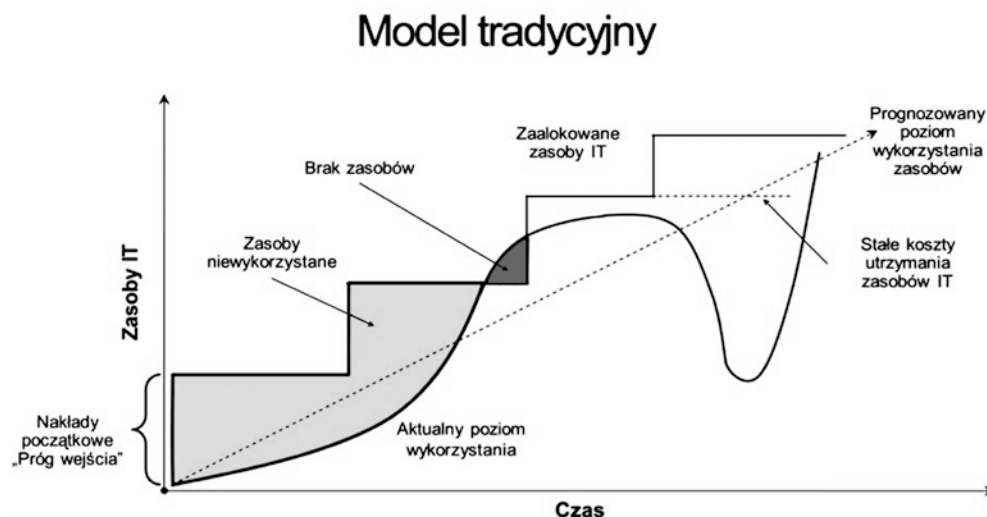 Model tradycyjny
Prognozowany
poziom
wykorzystania
zasobów
Zaalokowane
zasoby IT
Brak zasobów
Zasoby
niewykorzystane
Stałe koszty
utrzymania
zasobów IT
Zasoby IT
Nakłady
początkowe
„Próg wejścia”
Aktualny poziom
wykorzystania
Czas